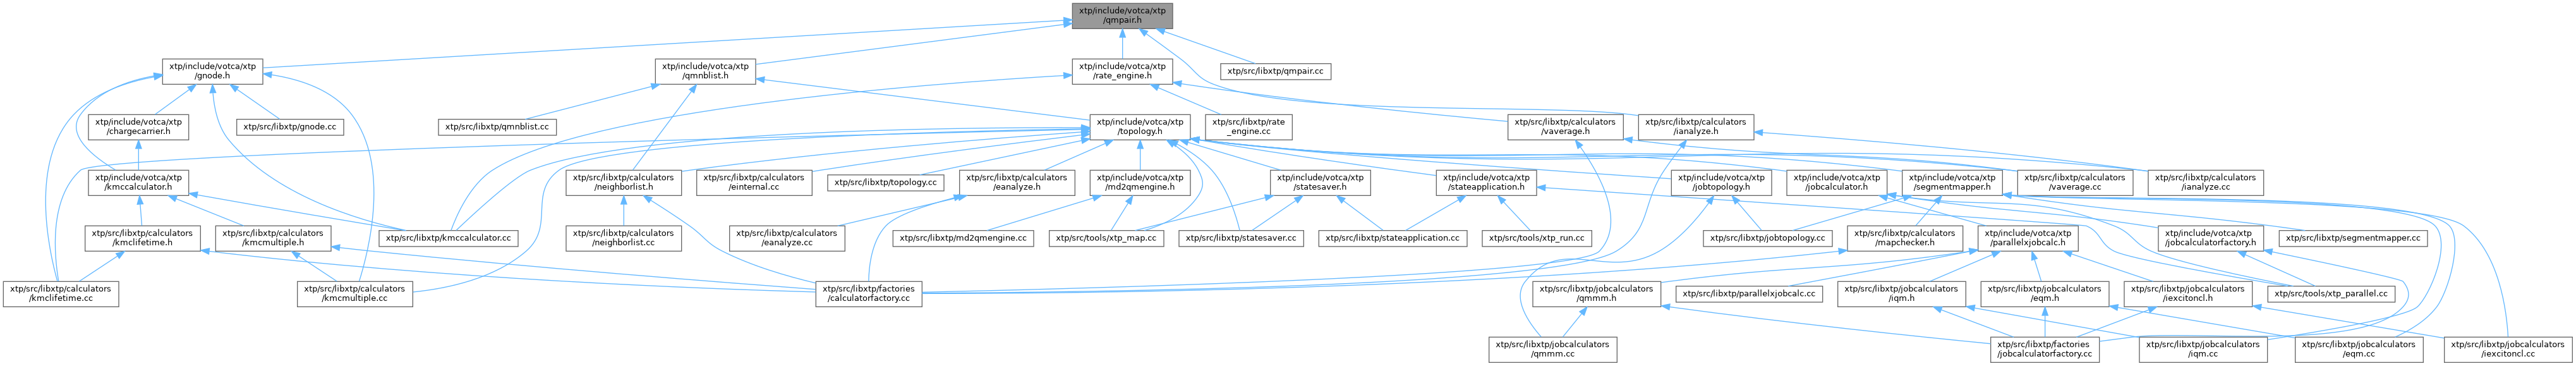 xtp/include/votca/xtp
/qmpair.h
xtp/include/votca/xtp
/gnode.h
xtp/include/votca/xtp
/qmnblist.h
xtp/include/votca/xtp
/rate_engine.h
xtp/src/libxtp/qmpair.cc
xtp/include/votca/xtp
/chargecarrier.h
xtp/src/libxtp/gnode.cc
xtp/src/libxtp/qmnblist.cc
xtp/include/votca/xtp
/topology.h
xtp/src/libxtp/rate
_engine.cc
xtp/src/libxtp/calculators
/vaverage.h
xtp/src/libxtp/calculators
/ianalyze.h
xtp/include/votca/xtp
/kmccalculator.h
xtp/src/libxtp/calculators
/neighborlist.h
xtp/src/libxtp/calculators
/einternal.cc
xtp/src/libxtp/topology.cc
xtp/src/libxtp/calculators
/eanalyze.h
xtp/include/votca/xtp
/md2qmengine.h
xtp/include/votca/xtp
/statesaver.h
xtp/include/votca/xtp
/stateapplication.h
xtp/include/votca/xtp
/jobtopology.h
xtp/include/votca/xtp
/jobcalculator.h
xtp/include/votca/xtp
/segmentmapper.h
xtp/src/libxtp/calculators
/vaverage.cc
xtp/src/libxtp/calculators
/ianalyze.cc
xtp/src/libxtp/calculators
/kmclifetime.h
xtp/src/libxtp/calculators
/kmcmultiple.h
xtp/src/libxtp/kmccalculator.cc
xtp/src/libxtp/calculators
/neighborlist.cc
xtp/src/libxtp/calculators
/eanalyze.cc
xtp/src/libxtp/md2qmengine.cc
xtp/src/tools/xtp_map.cc
xtp/src/libxtp/statesaver.cc
xtp/src/libxtp/stateapplication.cc
xtp/src/tools/xtp_run.cc
xtp/src/libxtp/jobtopology.cc
xtp/src/libxtp/calculators
/mapchecker.h
xtp/include/votca/xtp
/parallelxjobcalc.h
xtp/include/votca/xtp
/jobcalculatorfactory.h
xtp/src/libxtp/segmentmapper.cc
xtp/src/libxtp/calculators
/kmclifetime.cc
xtp/src/libxtp/calculators
/kmcmultiple.cc
xtp/src/libxtp/factories
/calculatorfactory.cc
xtp/src/libxtp/jobcalculators
/qmmm.h
xtp/src/libxtp/parallelxjobcalc.cc
xtp/src/libxtp/jobcalculators
/iqm.h
xtp/src/libxtp/jobcalculators
/eqm.h
xtp/src/libxtp/jobcalculators
/iexcitoncl.h
xtp/src/tools/xtp_parallel.cc
xtp/src/libxtp/jobcalculators
/qmmm.cc
xtp/src/libxtp/factories
/jobcalculatorfactory.cc
xtp/src/libxtp/jobcalculators
/iqm.cc
xtp/src/libxtp/jobcalculators
/eqm.cc
xtp/src/libxtp/jobcalculators
/iexcitoncl.cc